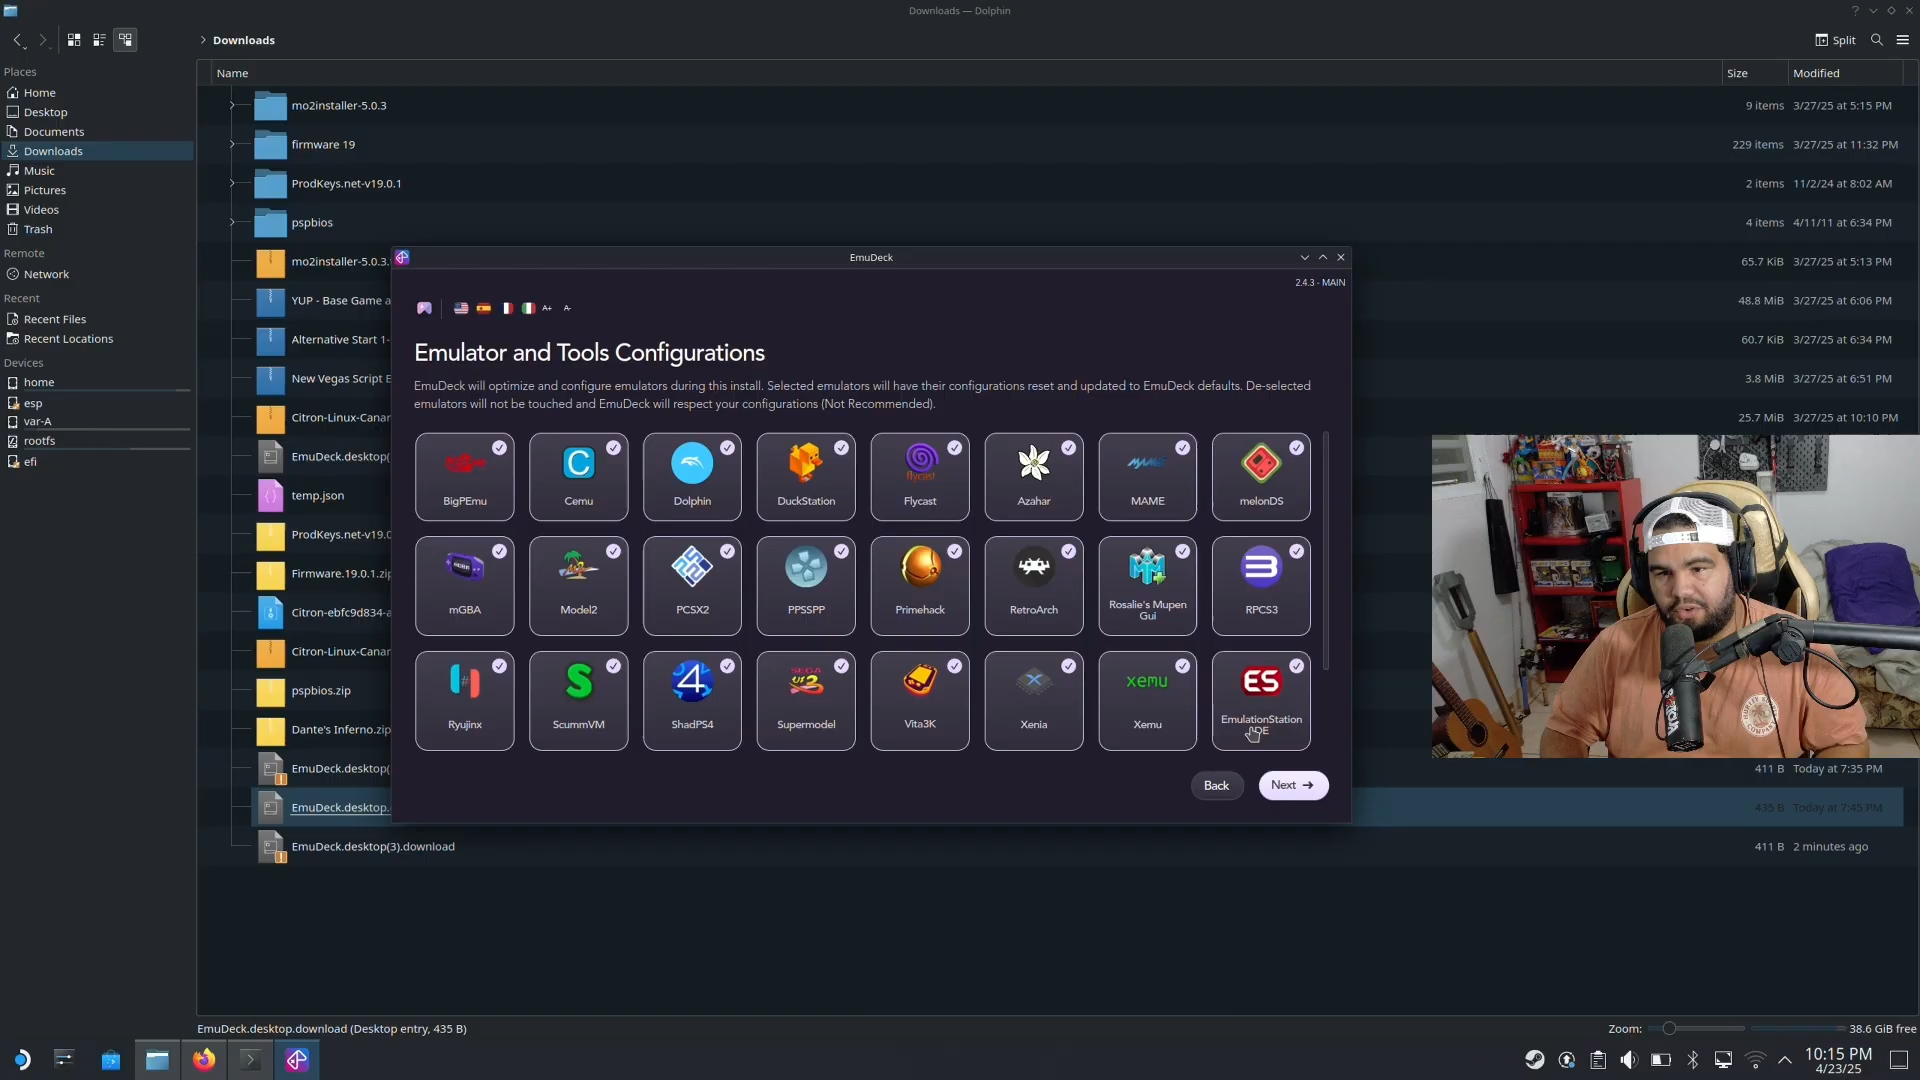 Downloads — Dolphin
Downloads
Split
Places
Home
Desktop
Documents
Downloads
Music
Pictures
Videos
Trash
Remote
Network
Recent
Recent Files
Recent Locations
Devices
home
esp
var-A
rootfs
efi
Name
Size
Modified
mo2installer-5.0.3
9 items
3/27/25 at 5:15 PM
firmware 19
229 items
3/27/25 at 11:32 PM
ProdKeys.net-v19.0.1
2 items
11/2/24 at 8:02 AM
pspbios
4 items
4/11/11 at 6:34 PM
mo2installer-5.0.3.
65.7 KiB
3/27/25 at 5:13 PM
YUP - Base Game a
48.8 MiB
3/27/25 at 6:06 PM
Alternative Start 1-
60.7 KiB
3/27/25 at 6:34 PM
New Vegas Script E
3.8 MiB
3/27/25 at 6:51 PM
Citron-Linux-Canar
25.7 MiB
3/27/25 at 10:10 PM
EmuDeck.desktop(
temp.json
ProdKeys.net-v19.0
Firmware.19.0.1.zip
Citron-ebfc9d834-a
Citron-Linux-Canar
pspbios.zip
Dante's Inferno.zip
EmuDeck.desktop(
411 B
Today at 7:35 PM
EmuDeck.desktop.
435 B
Today at 7:45 PM
EmuDeck.desktop(3).download
411 B
2 minutes ago
EmuDeck
2.4.3 - MAIN
A+
A-
Emulator and Tools Configurations
EmuDeck will optimize and configure emulators during this install. Selected emulators will have their configurations reset and updated to EmuDeck defaults. De-selected
emulators will not be touched and EmuDeck will respect your configurations (Not Recommended).
BigPEmu
C
Cemu
Dolphin
DuckStation
flycast
Flycast
Azahar
MAME
MAME
melonDS
mGBA
Model2
PCSX2
PPSSPP
Primehack
RetroArch
Rosalie's Mupen
Gui
RPCS3
Ryujinx
S
ScummVM
4
ShadPS4
Supermodel
Vita3K
Xenia
xemu
Xemu
ES
EmulationStation
DE
Back
Next
EmuDeck.desktop.download (Desktop entry, 435 B)
Zoom:
38.6 GiB free
10:15 PM
4/23/25